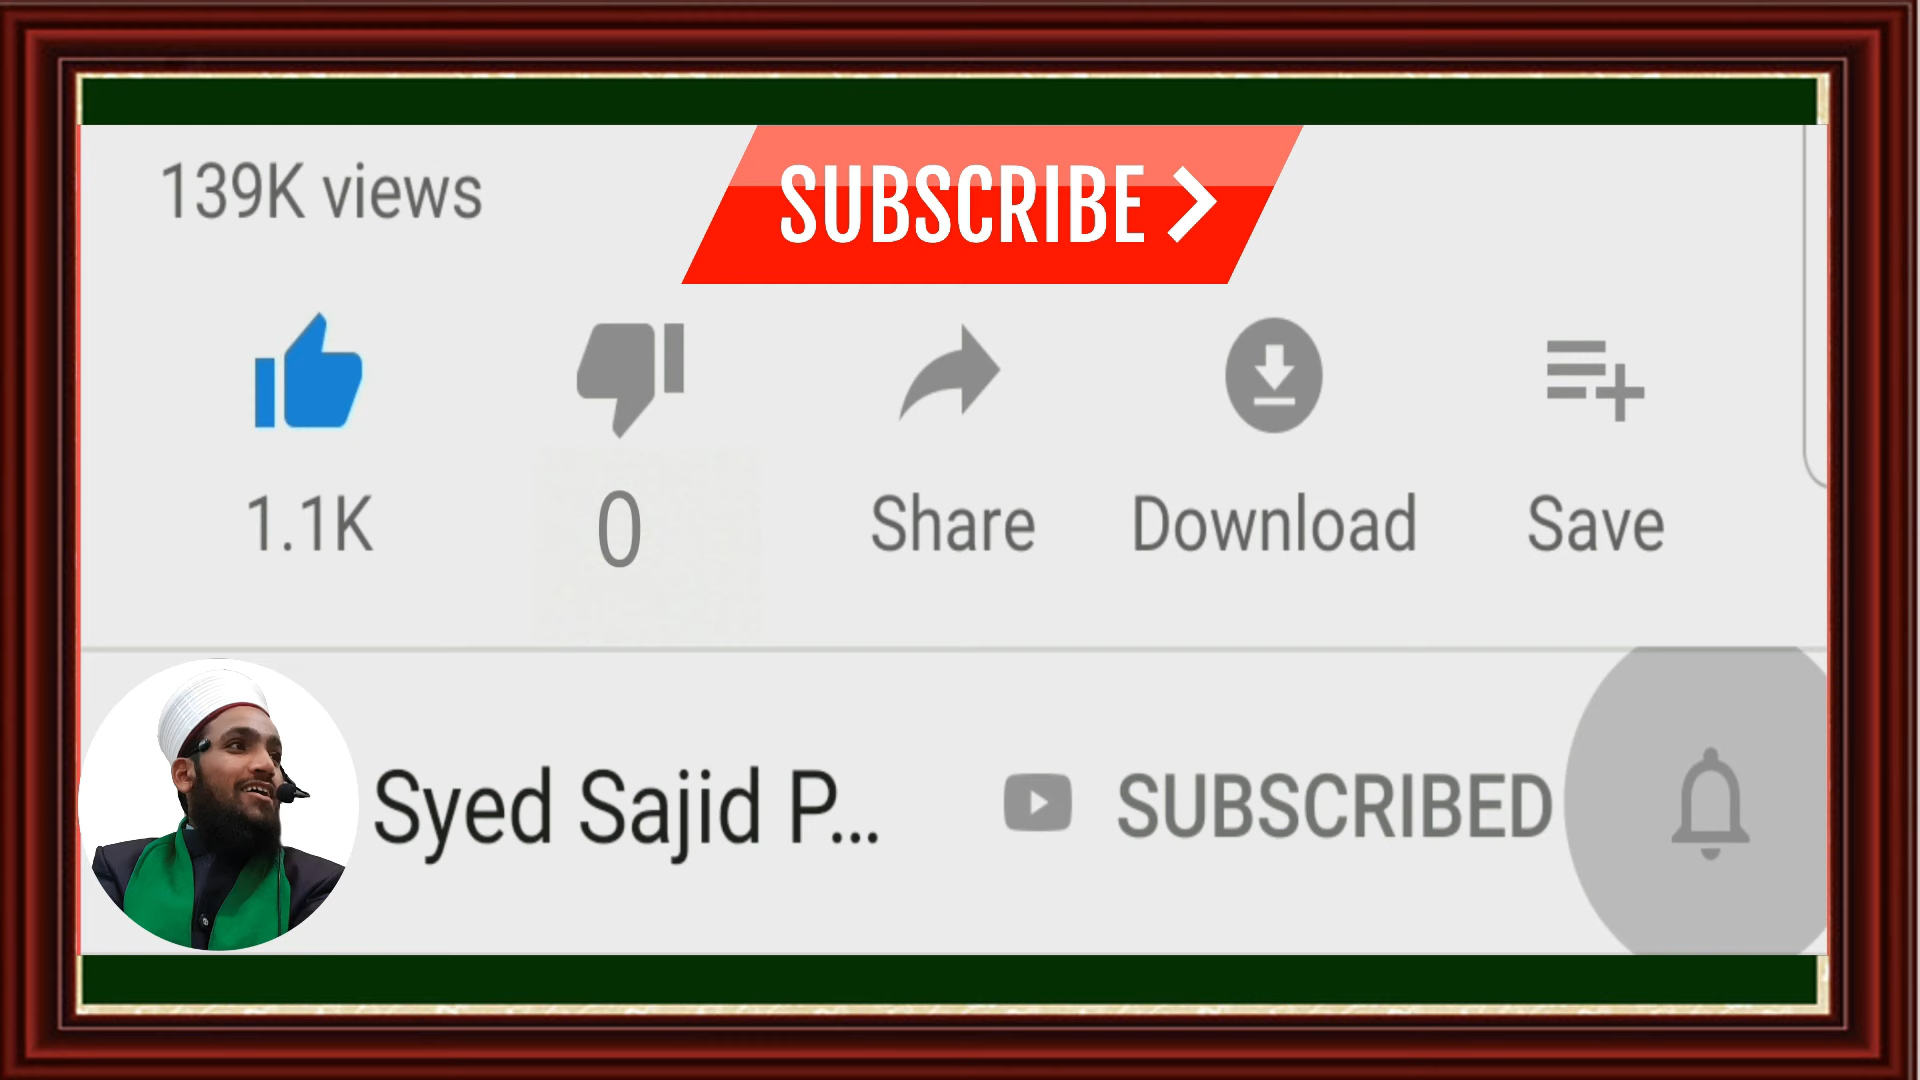 139K views
SUBSCRIBE
1.1K
0
Share
Download
Save
Syed Sajid P...
SUBSCRIBED